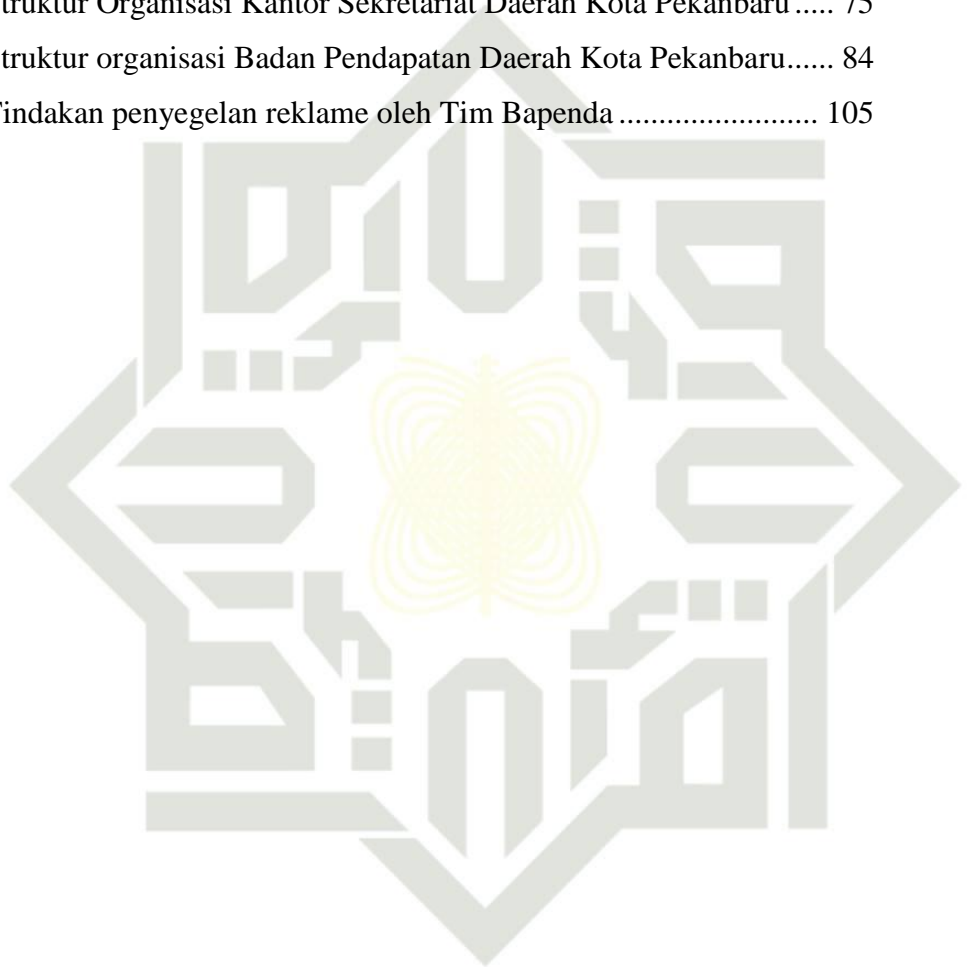 truktur Organisasi Kantor Sekretariat Daerah Kota Pekanbaru ..... 75
truktur organisasi Badan Pendapatan Daerah Kota Pekanbaru ...... 84
indakan penyegelan reklame oleh Tim Bapenda ........................ 105